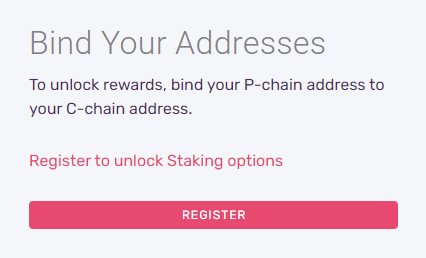 Bind Your Addresses
To unlock rewards, bind your P-chain address to
your C-chain address.
Register to unlock Staking options
REGISTER